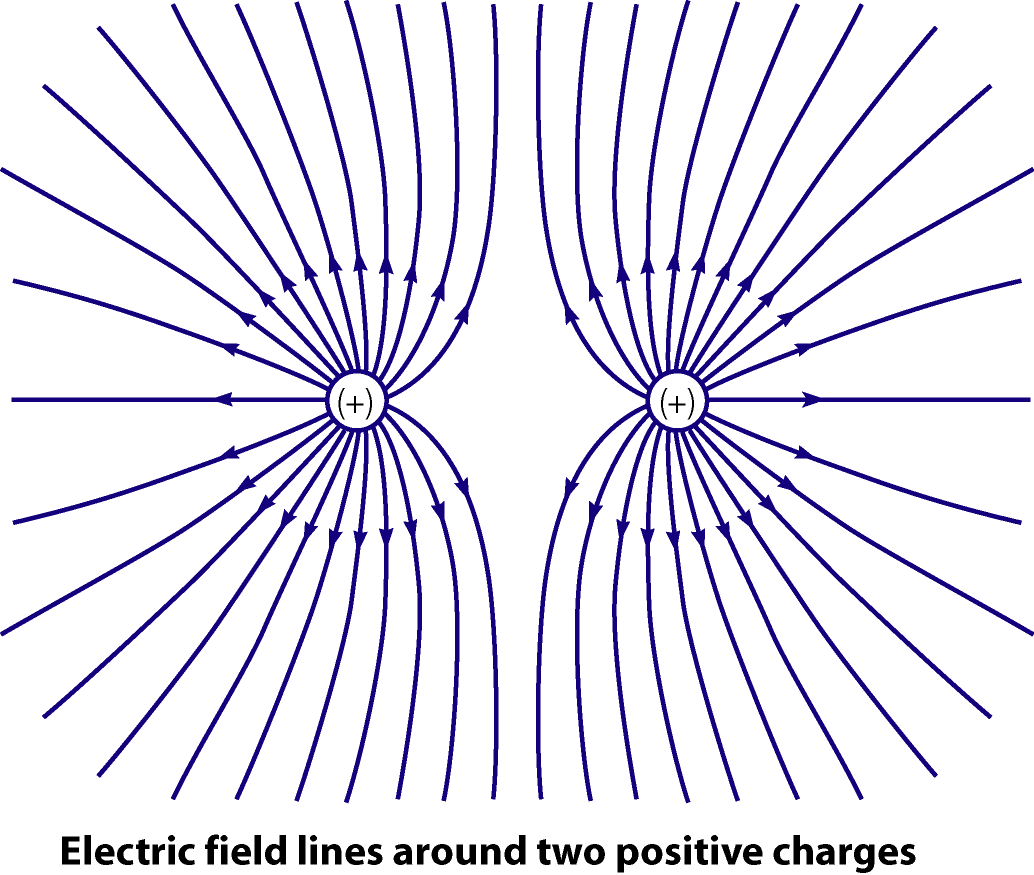 (+) (+)
Electric field lines around two positive charges